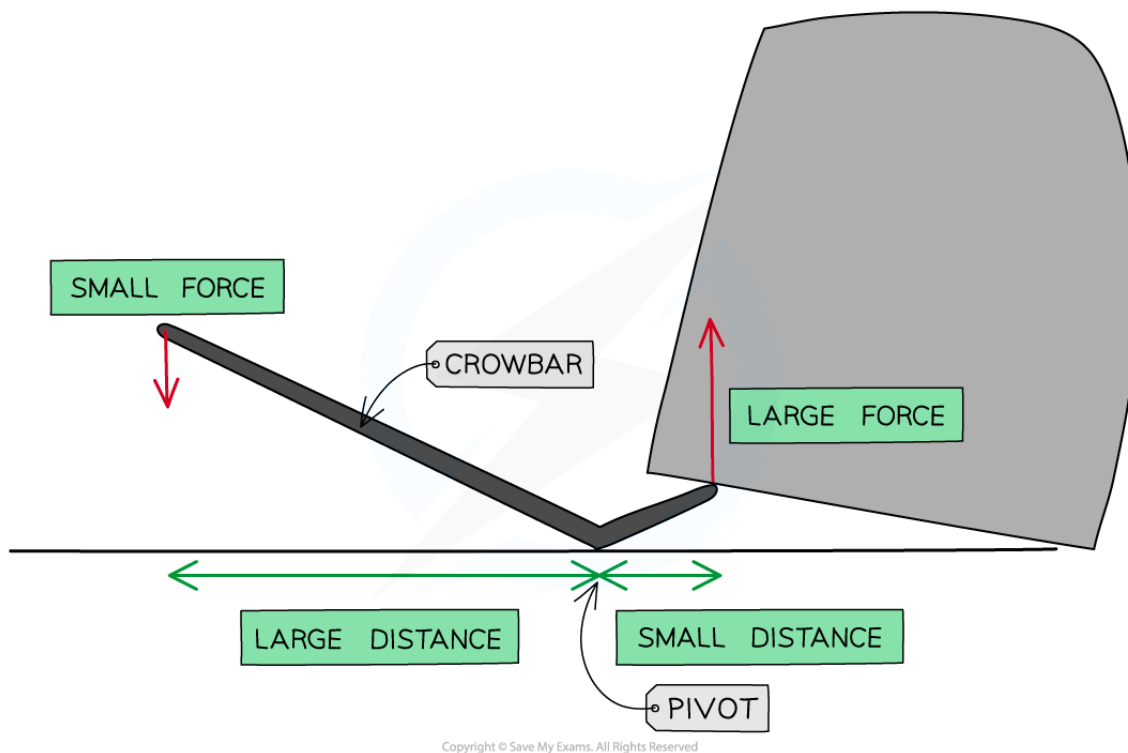 SMALL FORCE
CROWBAR
LARGE FORCE
LARGE DISTANCE
SMALL DISTANCE
PIVOT
Copyright © Save My Exams. All Rights Reserved